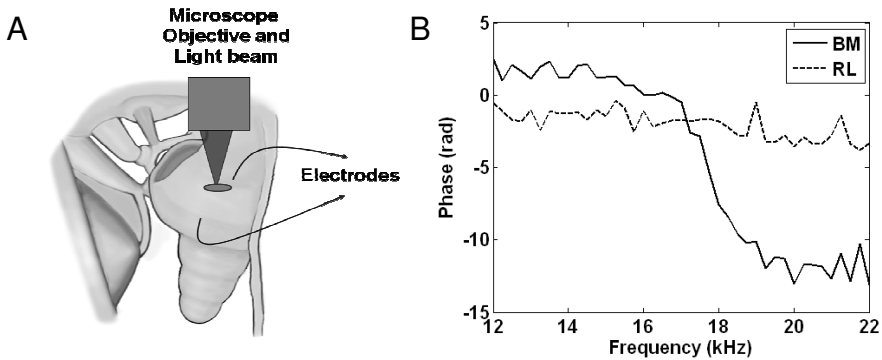 A
Microscope
Objective and
Light beam
Electrodes
B
BM
RL
Phase (rad)
5
0
-5
-10
-15
12
14
16
18
20
22
Frequency (kHz)